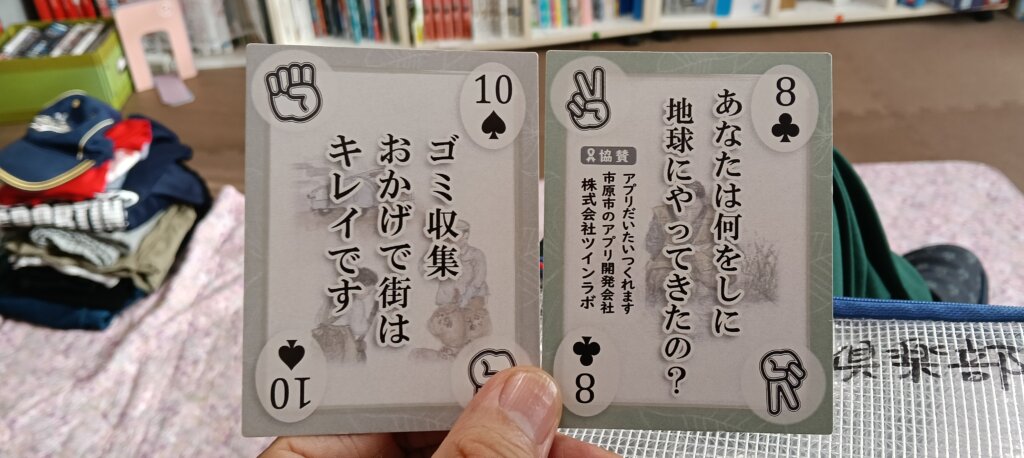 10
ゴミ収集
おかげで街は
キレイです
10
8
あなたは何をしに
地球にやってきたの?
協賛
アプリだいたいつくれます
市原市のアプリ開発会社
株式会社ツインラボ
8
倶楽部